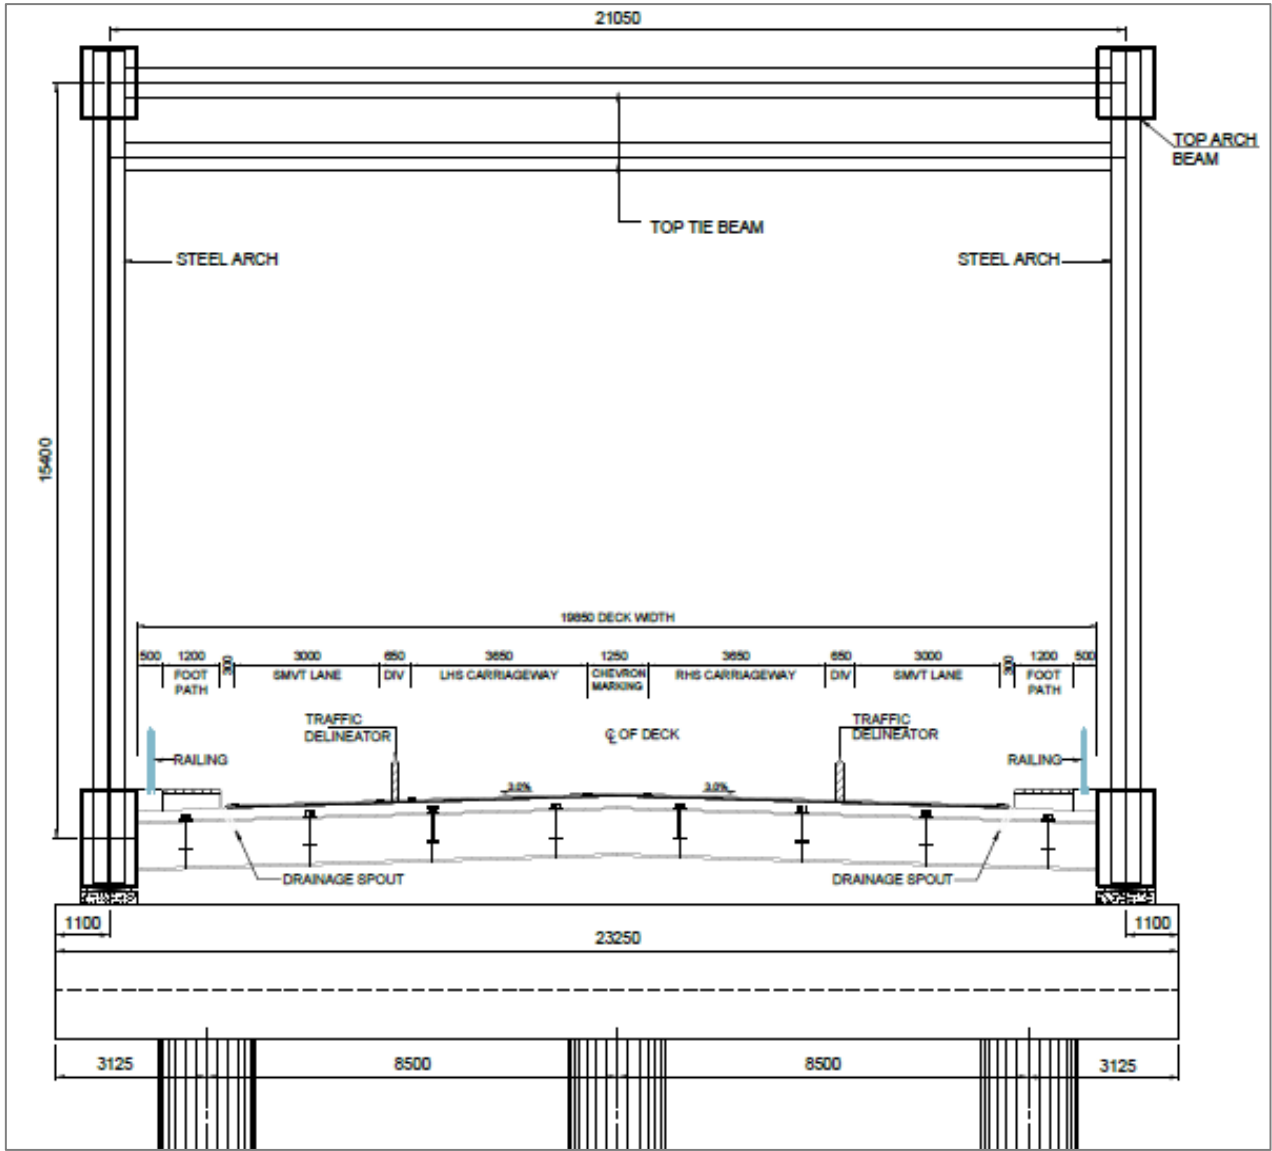 21050
TOP ARCH
BEAM
TOP TIE BEAM
STEEL ARCH
STEEL ARCH
15400
19850 DECK WIDTH
500
1200
300
3000
650
3650
1250
3650
650
3000
300
1200
500
FOOT
PATH
SMVT LANE
DIV
LHS CARRIAGEWAY
CHEVRON
MARKING
RHS CARRIAGEWAY
DIV
SMVT LANE
FOOT
PATH
TRAFFIC
DELINEATOR
℄ OF DECK
TRAFFIC
DELINEATOR
RAILING
RAILING
3.0%
3.0%
DRAINAGE SPOUT
DRAINAGE SPOUT
1100
1100
23250
3125
8500
8500
3125